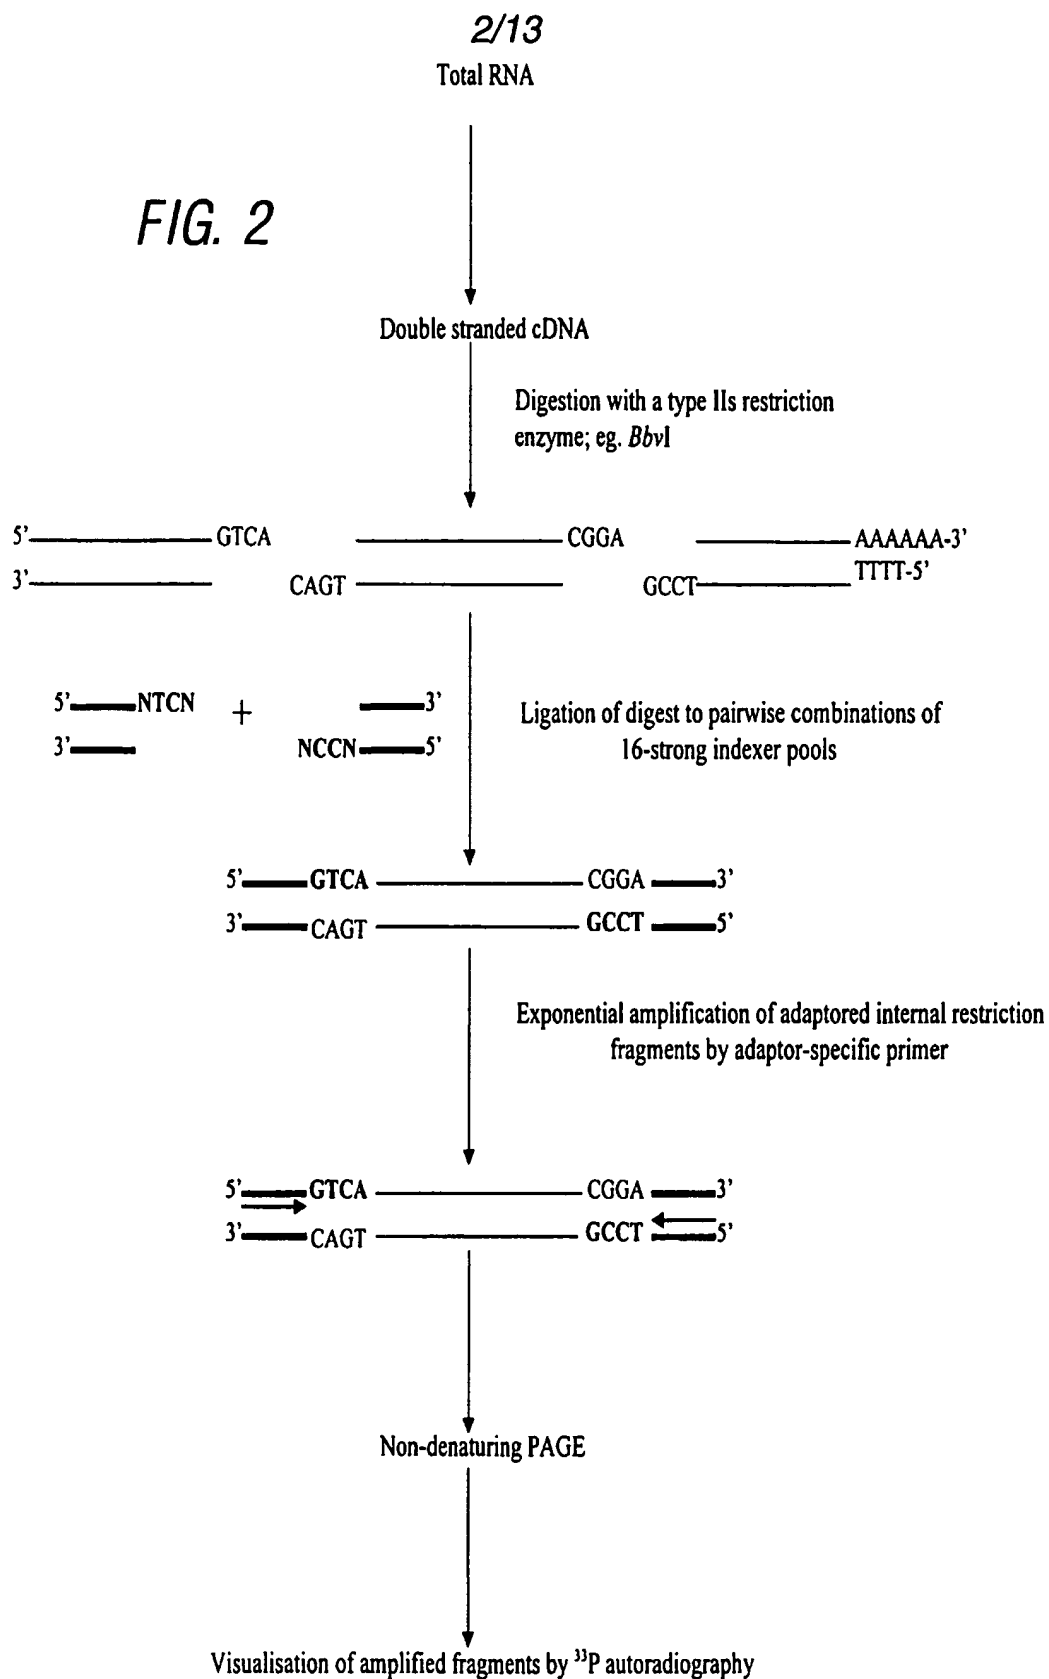 2/13
Total RNA
FIG. 2
Double stranded cDNA
Digestion with a type IIs restriction
enzyme; eg. BbvI
5' GTCA CGGA AAAAAA-3'
3' CAGT GCCT TTTT-5'
5' NTCN + 3'
3' NCCN 5'
Ligation of digest to pairwise combinations of
16-strong indexer pools
5' GTCA CGGA 3'
3' CAGT GCCT 5'
Exponential amplification of adaptored internal restriction
fragments by adaptor-specific primer
5' GTCA CGGA 3'
3' CAGT GCCT 5'
Non-denaturing PAGE
Visualisation of amplified fragments by ³³P autoradiography